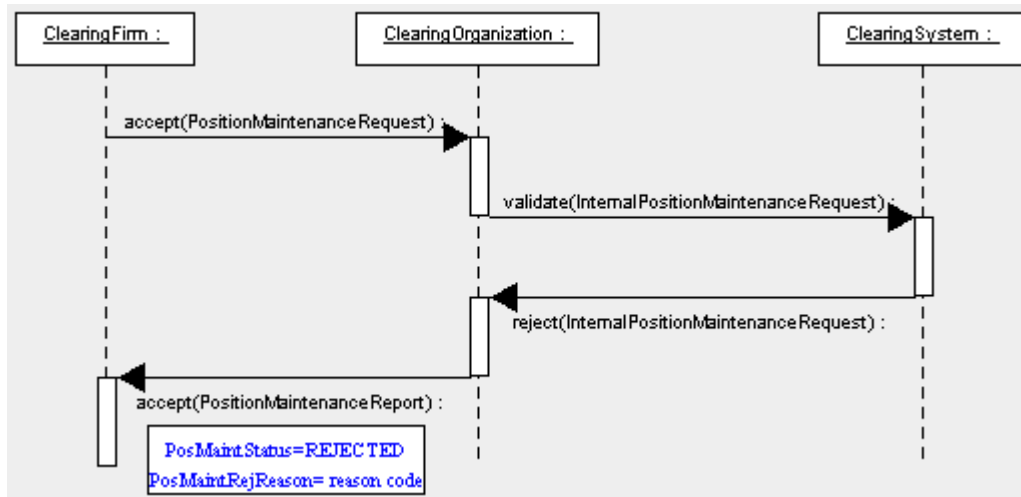 ClearingFirm :
ClearingOrganization :
ClearingSystem :
accept(PositionMaintenanceRequest) :
validate(InternalPositionMaintenanceRequest) :
reject(InternalPositionMaintenanceRequest) :
accept(PositionMaintenanceReport) :
PosMaintStatus=REJECTED
PosMaintRejReason= reason code